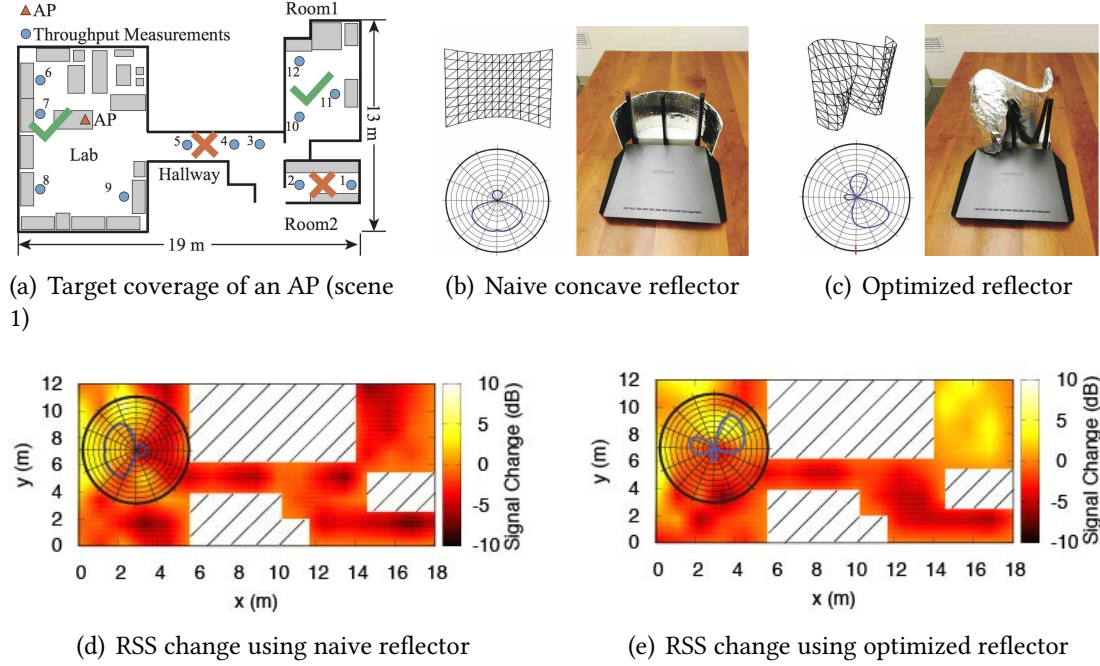 AP
Throughput Measurements
Room1
12
6
7
AP
11
10
13 m
Lab
5
4
3
Hallway
8
9
2
1
Room2
19 m
NETGEAR
NETGEAR
(a) Target coverage of an AP (scene
1)
(b) Naive concave reflector
(c) Optimized reflector
12
10
8
6
4
2
0
y (m)
0 2 4 6 8 10 12 14 16 18
x (m)
10
5
0
-5
-10
Signal Change (dB)
12
10
8
6
4
2
0
y (m)
0 2 4 6 8 10 12 14 16 18
x (m)
10
5
0
-5
-10
Signal Change (dB)
(d) RSS change using naive reflector
(e) RSS change using optimized reflector